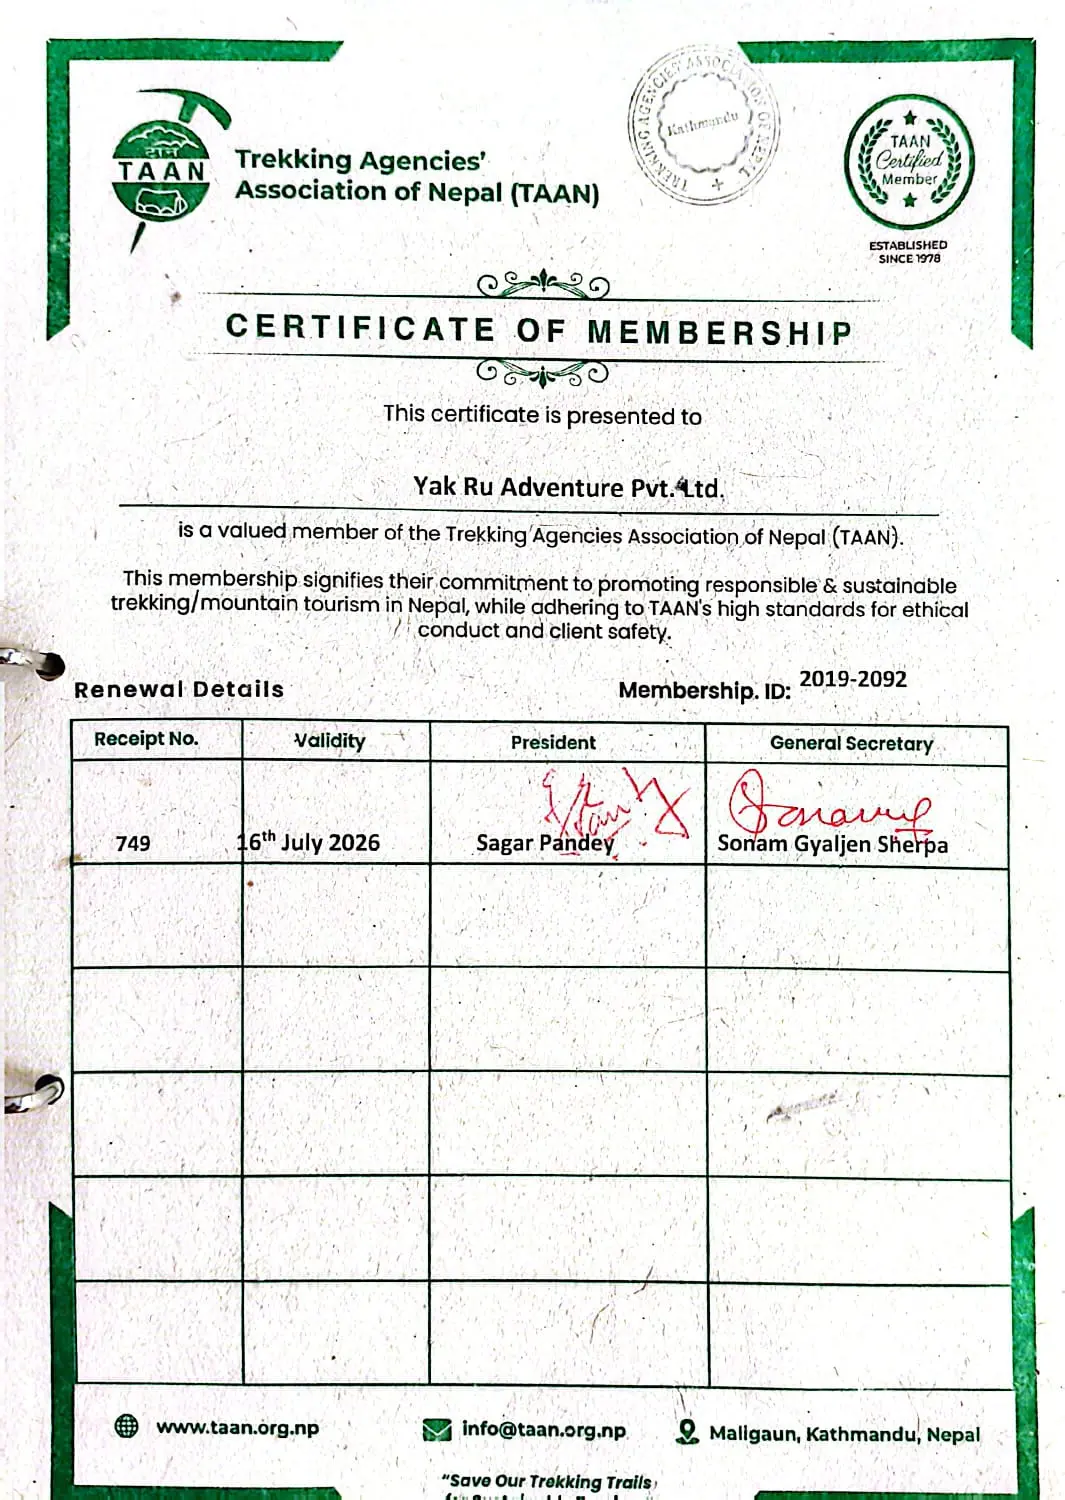 टान
TAAN
Trekking Agencies'
Association of Nepal (TAAN)
TREKKING AGENCIES' ASSOCIATION OF NEPAL
Kathmandu
TAAN
Certified
Member
ESTABLISHED
SINCE 1978
CERTIFICATE OF MEMBERSHIP
This certificate is presented to
Yak Ru Adventure Pvt. Ltd.
is a valued member of the Trekking Agencies Association of Nepal (TAAN).
This membership signifies their commitment to promoting responsible & sustainable
trekking/mountain tourism in Nepal, while adhering to TAAN's high standards for ethical
conduct and client safety.
Renewal Details
Membership. ID: 2019-2092
Receipt No. Validity President General Secretary
749 16th July 2026 Sagar Pandey Sonam Gyaljen Sherpa
www.taan.org.np info@taan.org.np Maligaun, Kathmandu, Nepal
"Save Our Trekking Trails